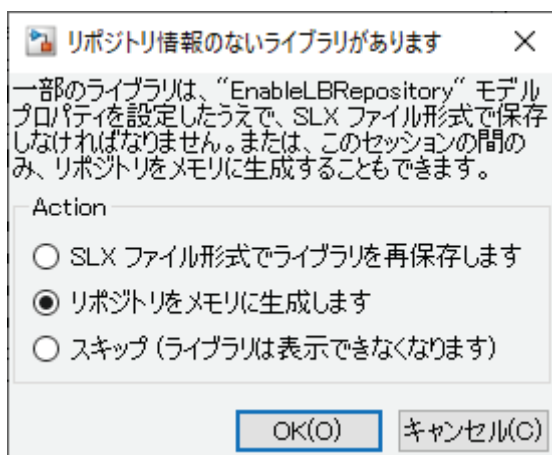 リポジトリ情報のないライブラリがあります
一部のライブラリは、"EnableLBRepository" モデル
プロパティを設定したうえで、SLX ファイル形式で保存
しなければなりません。または、このセッションの間の
み、リポジトリをメモリに生成することもできます。
Action
SLX ファイル形式でライブラリを再保存します
リポジトリをメモリに生成します
スキップ (ライブラリは表示できなくなります)
OK(O) キャンセル(C)